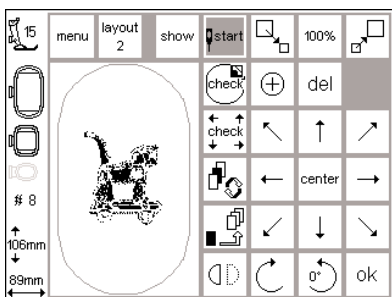 15
menu
layout
2
show
start
100%
check
del
check
center
# 8
106mm
89mm
0°
ok